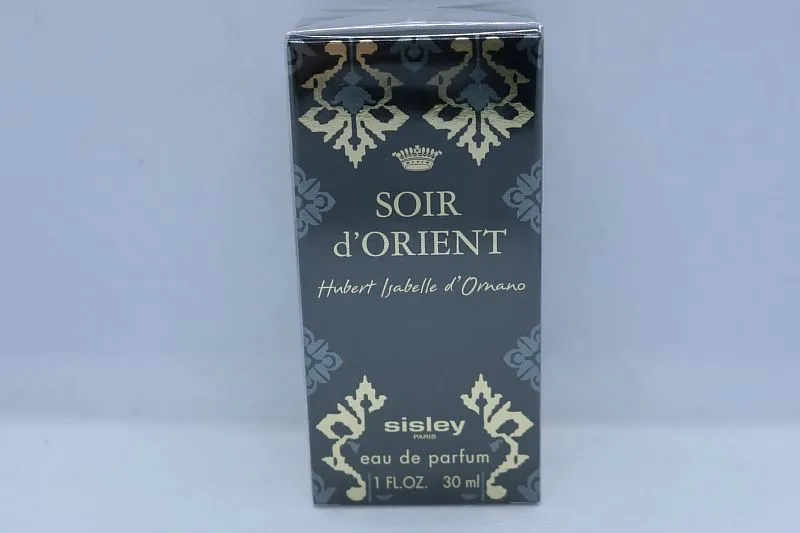 SOIR
d'ORIENT
Hubert Isabelle d'Ornano
sisley
PARIS
eau de parfum
1 FL.OZ. 30 ml